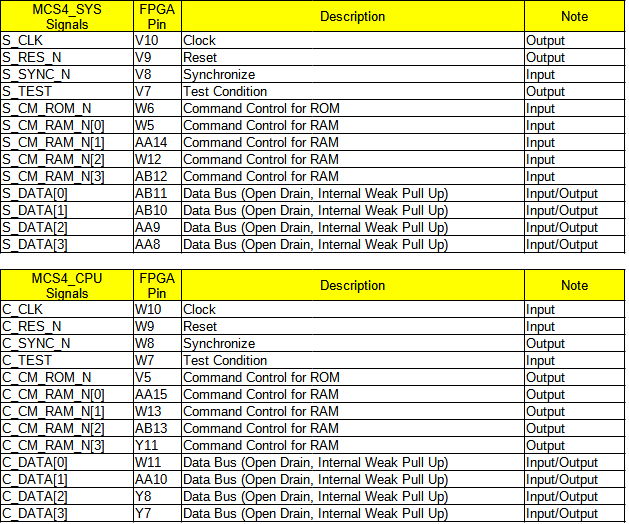 MCS4_SYS Signals FPGA Pin Description Note
S_CLK V10 Clock Output
S_RES_N V9 Reset Output
S_SYNC_N V8 Synchronize Input
S_TEST V7 Test Condition Output
S_CM_ROM_N W6 Command Control for ROM Input
S_CM_RAM_N[0] W5 Command Control for RAM Input
S_CM_RAM_N[1] AA14 Command Control for RAM Input
S_CM_RAM_N[2] W12 Command Control for RAM Input
S_CM_RAM_N[3] AB12 Command Control for RAM Input
S_DATA[0] AB11 Data Bus (Open Drain, Internal Weak Pull Up) Input/Output
S_DATA[1] AB10 Data Bus (Open Drain, Internal Weak Pull Up) Input/Output
S_DATA[2] AA9 Data Bus (Open Drain, Internal Weak Pull Up) Input/Output
S_DATA[3] AA8 Data Bus (Open Drain, Internal Weak Pull Up) Input/Output
MCS4_CPU Signals FPGA Pin Description Note
C_CLK W10 Clock Input
C_RES_N W9 Reset Input
C_SYNC_N W8 Synchronize Output
C_TEST W7 Test Condition Input
C_CM_ROM_N V5 Command Control for ROM Output
C_CM_RAM_N[0] AA15 Command Control for RAM Output
C_CM_RAM_N[1] W13 Command Control for RAM Output
C_CM_RAM_N[2] AB13 Command Control for RAM Output
C_CM_RAM_N[3] Y11 Command Control for RAM Output
C_DATA[0] W11 Data Bus (Open Drain, Internal Weak Pull Up) Input/Output
C_DATA[1] AA10 Data Bus (Open Drain, Internal Weak Pull Up) Input/Output
C_DATA[2] Y8 Data Bus (Open Drain, Internal Weak Pull Up) Input/Output
C_DATA[3] Y7 Data Bus (Open Drain, Internal Weak Pull Up) Input/Output